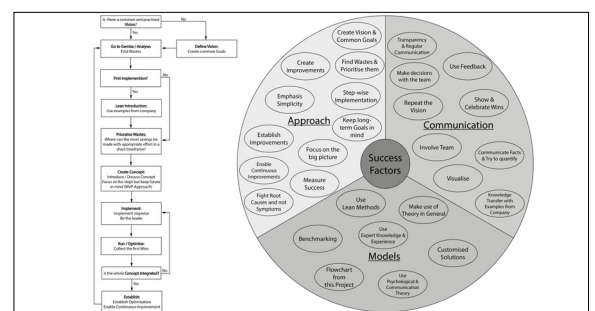 Is there a common and practised
Vision?
No
Yes
Go to Gemba / Analyse:
Find Wastes
Define Vision:
Create common Goals
First Implementation?
No
Yes
Lean Introduction:
Use examples from company
Prioritise Wastes:
Where can the most savings be
made with appropriate effort in a
short timeframe?
Create Concept:
Introduce / Discuss Concept
Focus on 
in mind (MVP-Approach)
Implement:
Implement stepwise
Be the leader
Run / Optimise:
Collect the first Wins
Is the whole Concept integrated?
No
Yes
Establish:
Establish Optimisation
Enable Continuous Improvement
Success
Factors
Approach
Create Vision &
Common Goals
Create
Improvements
Find Wastes &
Prioritise them
Emphasis
Simplicity
Step-wise
Implementation
Keep long-
term Goals in
mind
Establish
Improvements
Focus on the
big picture
Enable
Continuous
Improvements
Measure
Success
Fight Root
Causes and not
Symptoms
Communication
Transparency
& Regular
Communication
Use Feedback
Make decisions
with the team
Repeat the
Vision
Show &
Celebrate Wins
Involve Team
Communicate Facts
& Try to quantify
Visualise
Knowledge
Transfer with
Examples from
Company
Models
Use
Lean Methods
Make use of
Theory in General
Benchmarking
Use
Expert Knowledge &
Experience
Customised
Solutions
Flowchart
from
this Project
Use
Psychological &
Communication
Theory